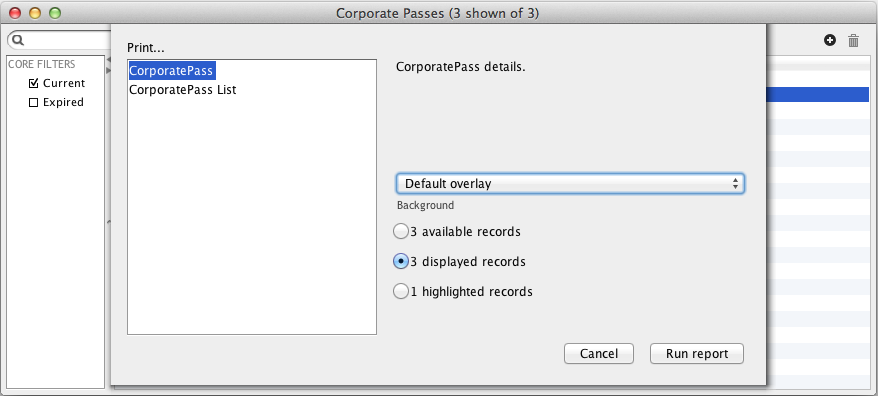 Corporate Passes (3 shown of 3)
Print...
CORE FILTERS
Current
Expired
CorporatePass
CorporatePass List
CorporatePass details.
Default overlay
Background
3 available records
3 displayed records
1 highlighted records
Cancel
Run report